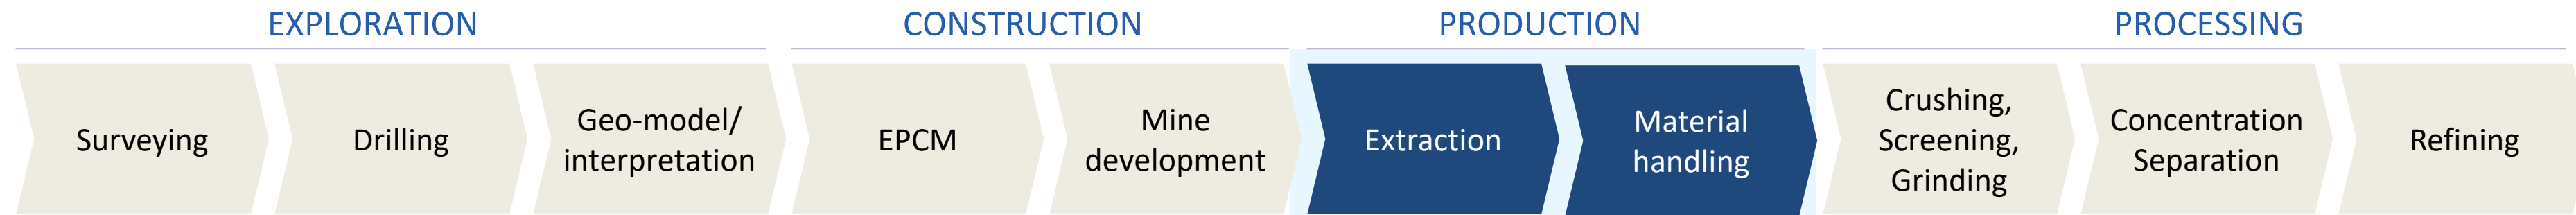 EXPLORATION
CONSTRUCTION
PRODUCTION
PROCESSING
Surveying
Drilling
Geo-model/
interpretation
EPCM
Mine
development
Extraction
Material
handling
Crushing,
Screening,
Grinding
Concentration
Separation
Refining